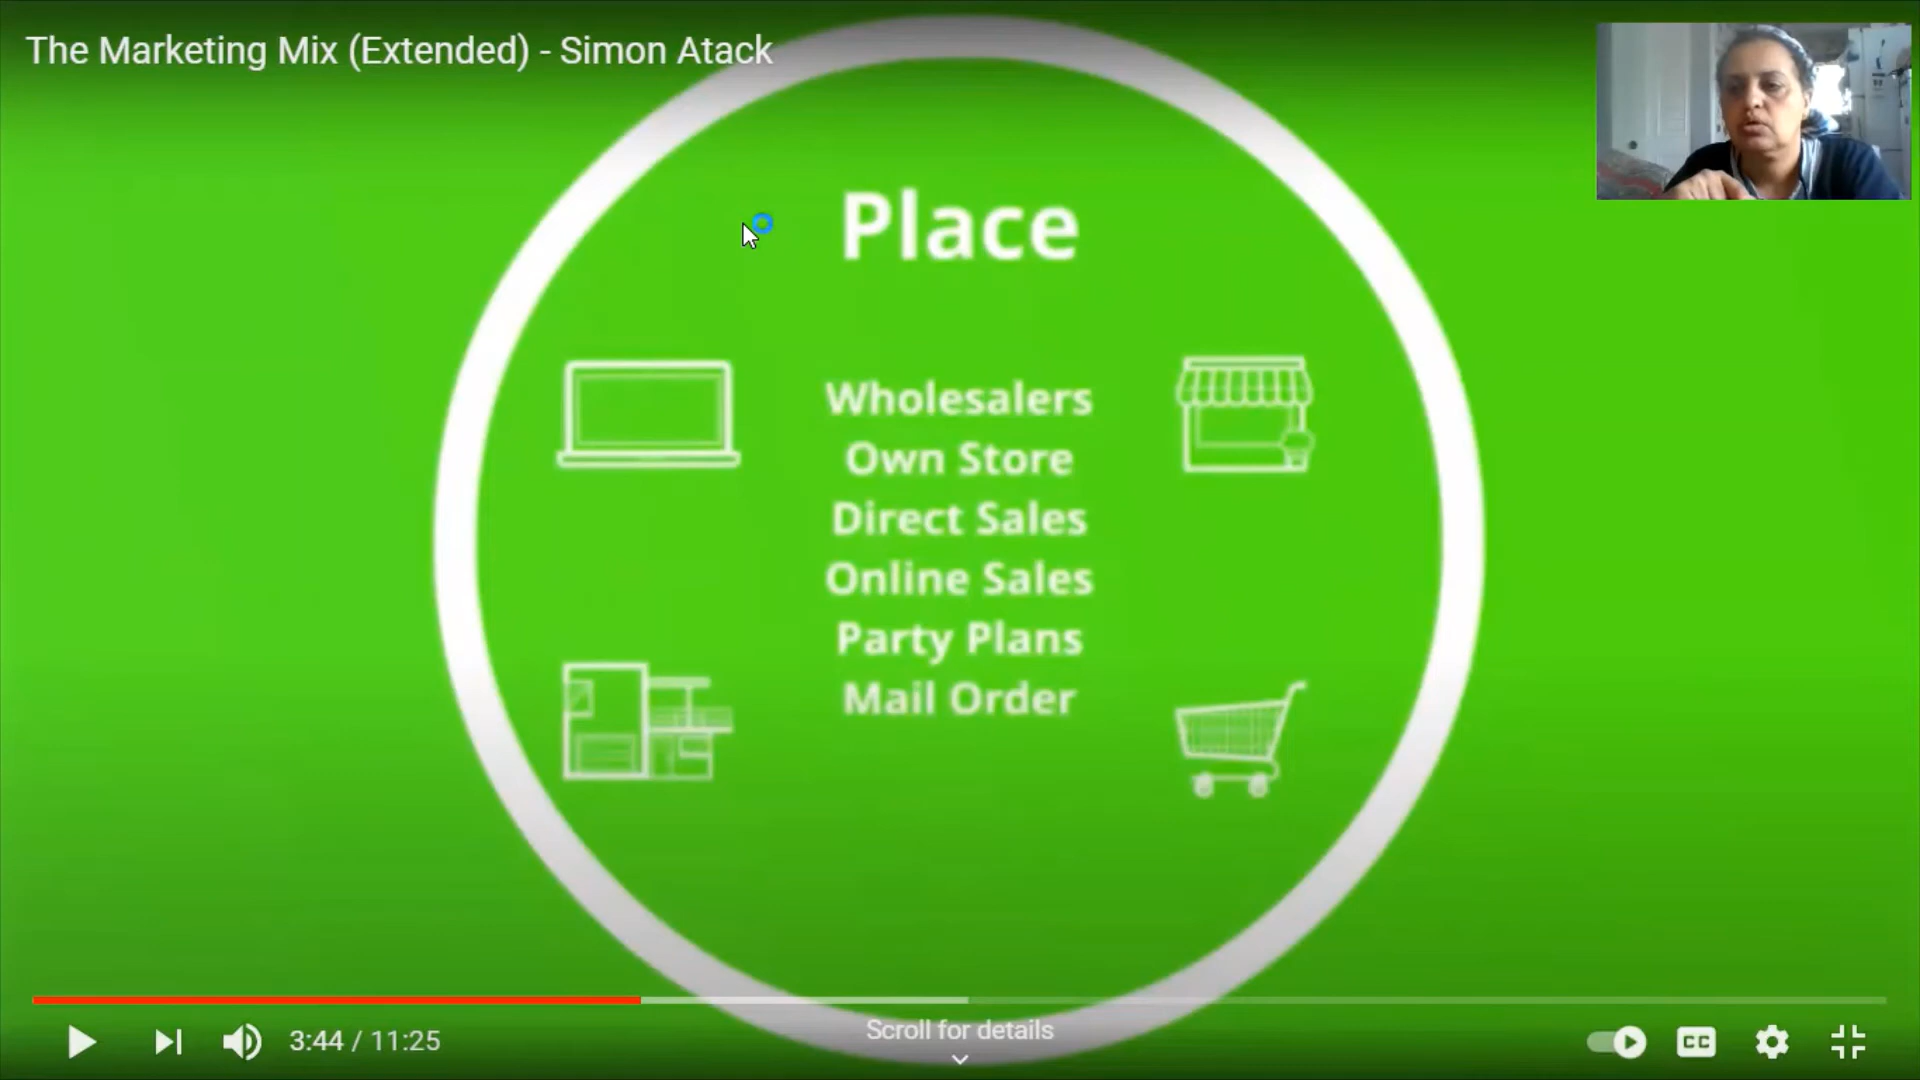 The Marketing Mix (Extended) - Simon Atack
Place
Wholesalers
Own Store
Direct Sales
Online Sales
Party Plans
Mail Order
Scroll for details
3:44 / 11:25
CC